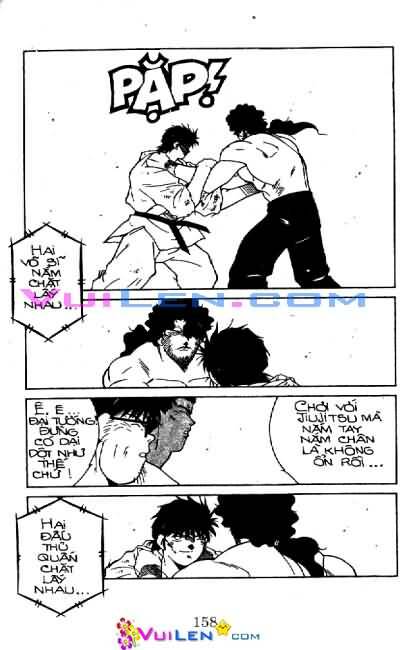 PẶP!
HAI
VÕ SĨ
NẮM
CHẶT
LẤY
NHAU...
VUILEN.COM
Ê, Ê...
ĐẠI TƯỚNG!
ĐỪNG
CÓ DẠI
DỘT NHƯ
THẾ
CHỨ!
CHƠI VỚI
JIUJITSU MÀ
NẮM TAY
NẮM CHÂN
LÀ KHÔNG
ỔN RỒI...
HAI
ĐẤU
THỦ
QUẤN
CHẶT
LẤY
NHAU...
158
VUILEN.COM